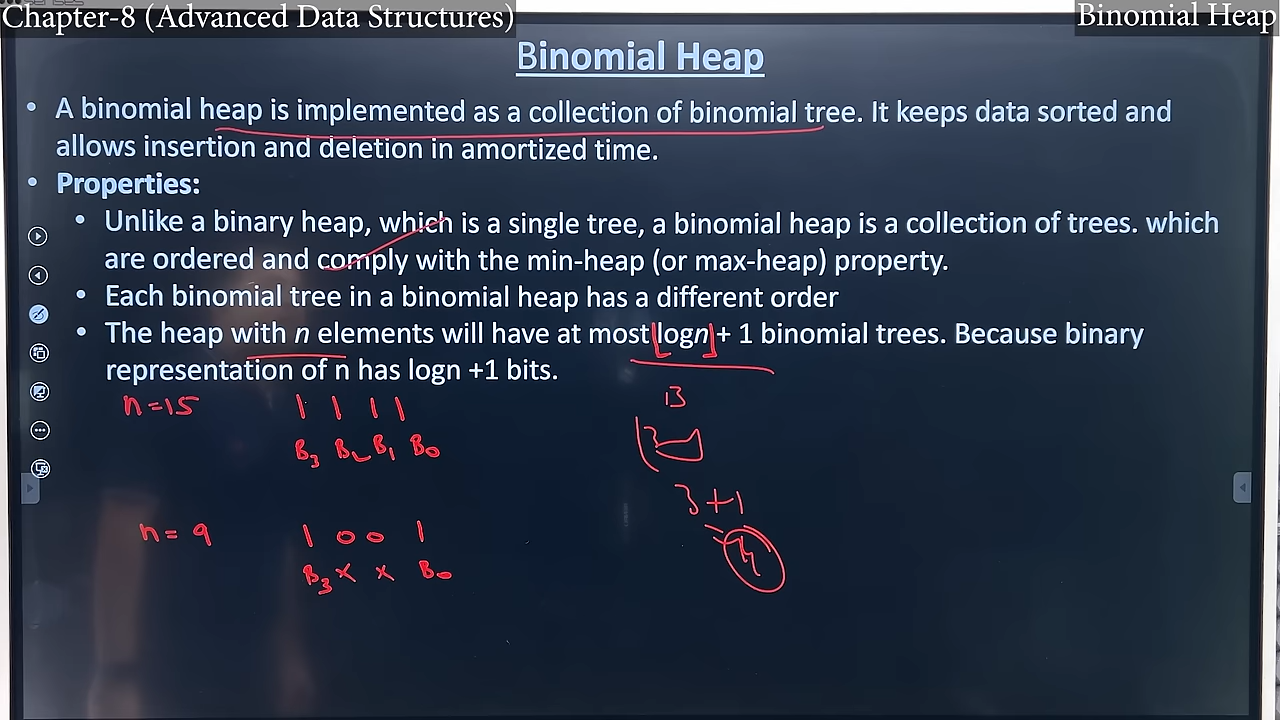 Chapter-8 (Advanced Data Structures)
Binomial Heap
Binomial Heap
• A binomial heap is implemented as a collection of binomial tree. It keeps data sorted and
allows insertion and deletion in amortized time.
• Properties:
• Unlike a binary heap, which is a single tree, a binomial heap is a collection of trees. which
are ordered and comply with the min-heap (or max-heap) property.
• Each binomial tree in a binomial heap has a different order
• The heap with n elements will have at most ⌊logn⌋ + 1 binomial trees. Because binary
representation of n has logn +1 bits.
n=15 1 1 1 1
B3 B2 B1 B0
13
3+1
4
n= 9 1 0 0 1
B3 x x B0